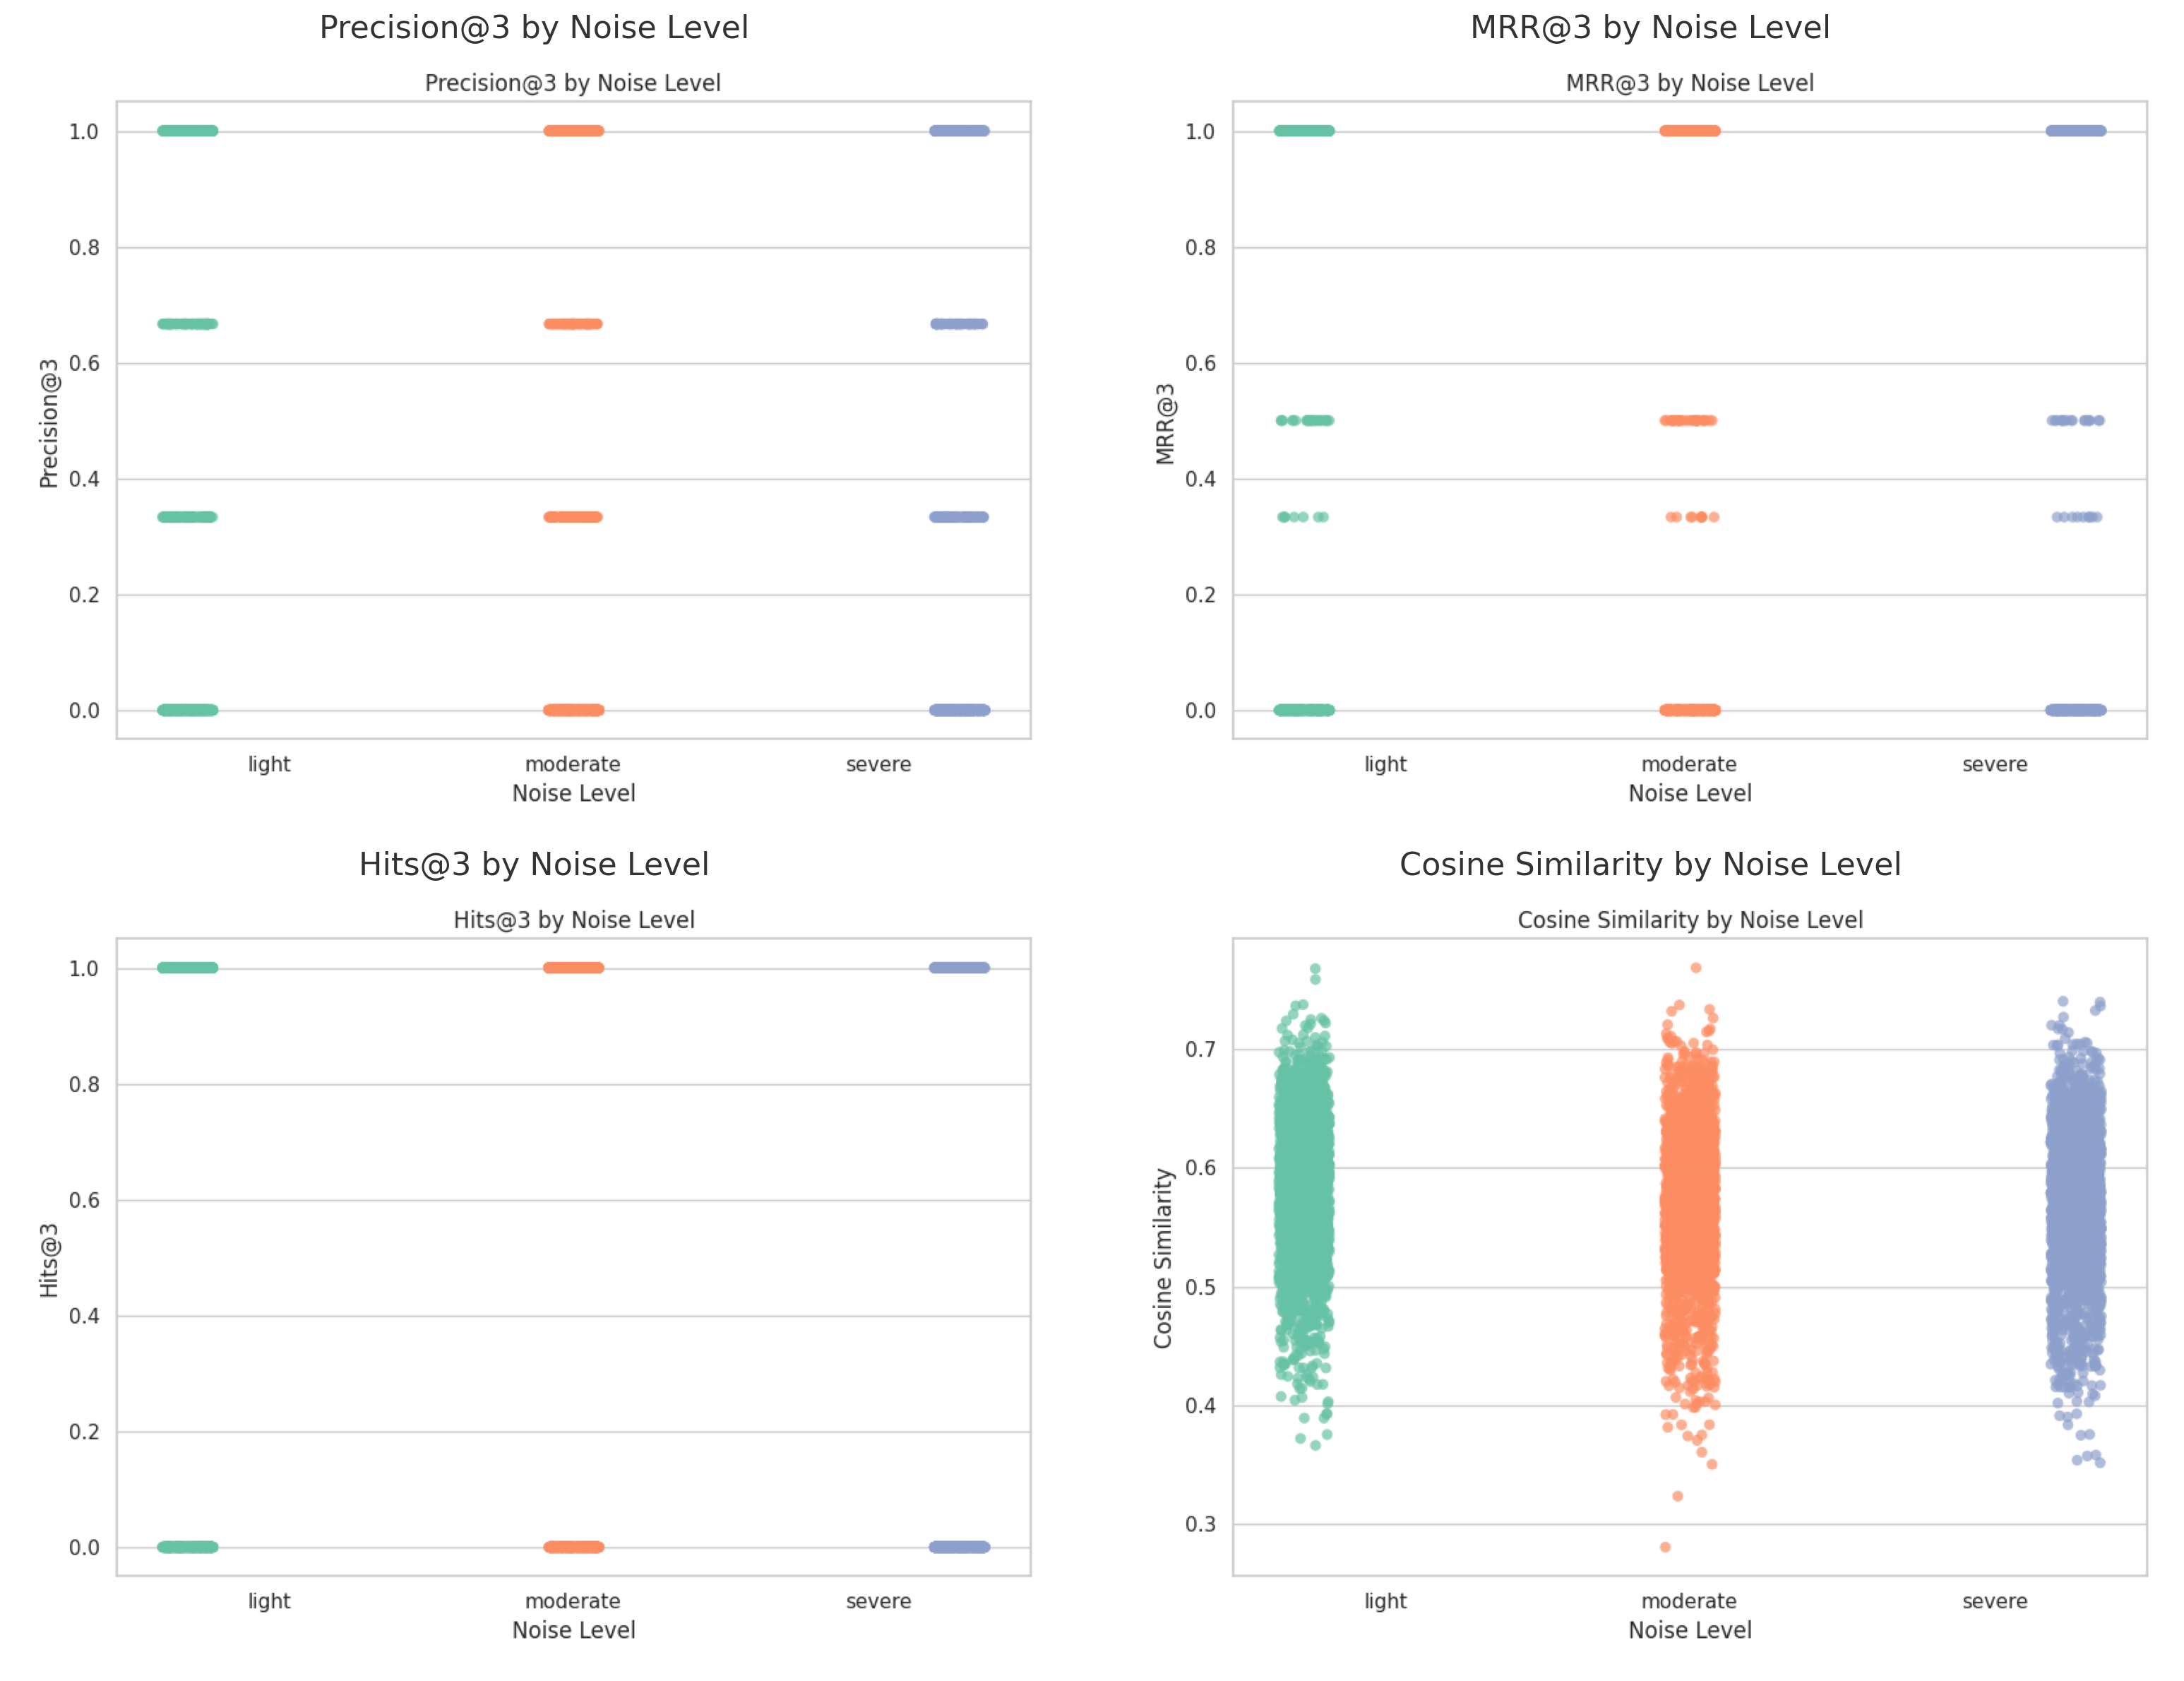 Precision@3 by Noise Level
Precision@3 by Noise Level
1.0
0.8
0.6
0.4
0.2
0.0
Precision@3
light
moderate
severe
Noise Level
MRR@3 by Noise Level
MRR@3 by Noise Level
1.0
0.8
0.6
0.4
0.2
0.0
MRR@3
light
moderate
severe
Noise Level
Hits@3 by Noise Level
Hits@3 by Noise Level
1.0
0.8
0.6
0.4
0.2
0.0
Hits@3
light
moderate
severe
Noise Level
Cosine Similarity by Noise Level
Cosine Similarity by Noise Level
0.7
0.6
0.5
0.4
0.3
Cosine Similarity
light
moderate
severe
Noise Level